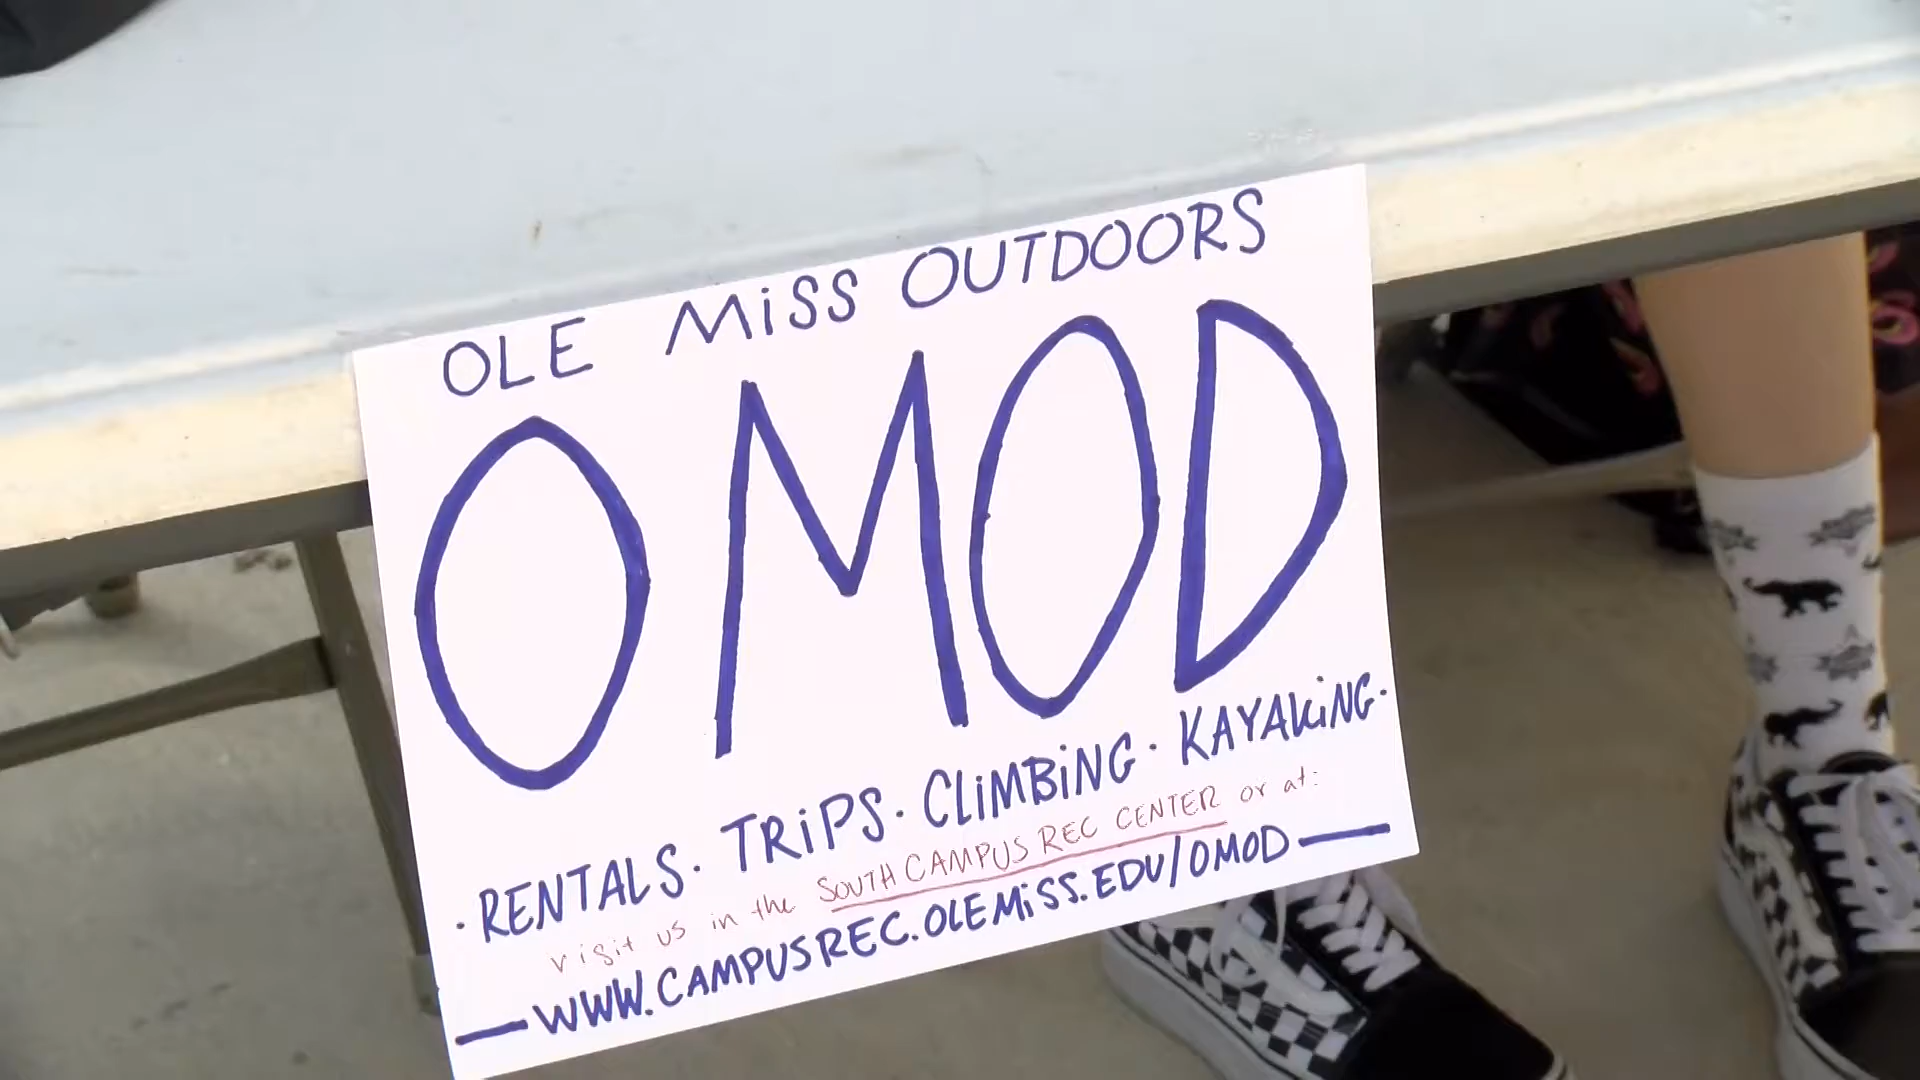 OLE MiSS OUTDOORS
OMOD
· RENTALS · TRiPS · CLiMBiNG · KAYAKiNG ·
visit us in the SOUTH CAMPUS REC CENTER or at:
— WWW.CAMPUSREC.OLEMiSS.EDU/OMOD —